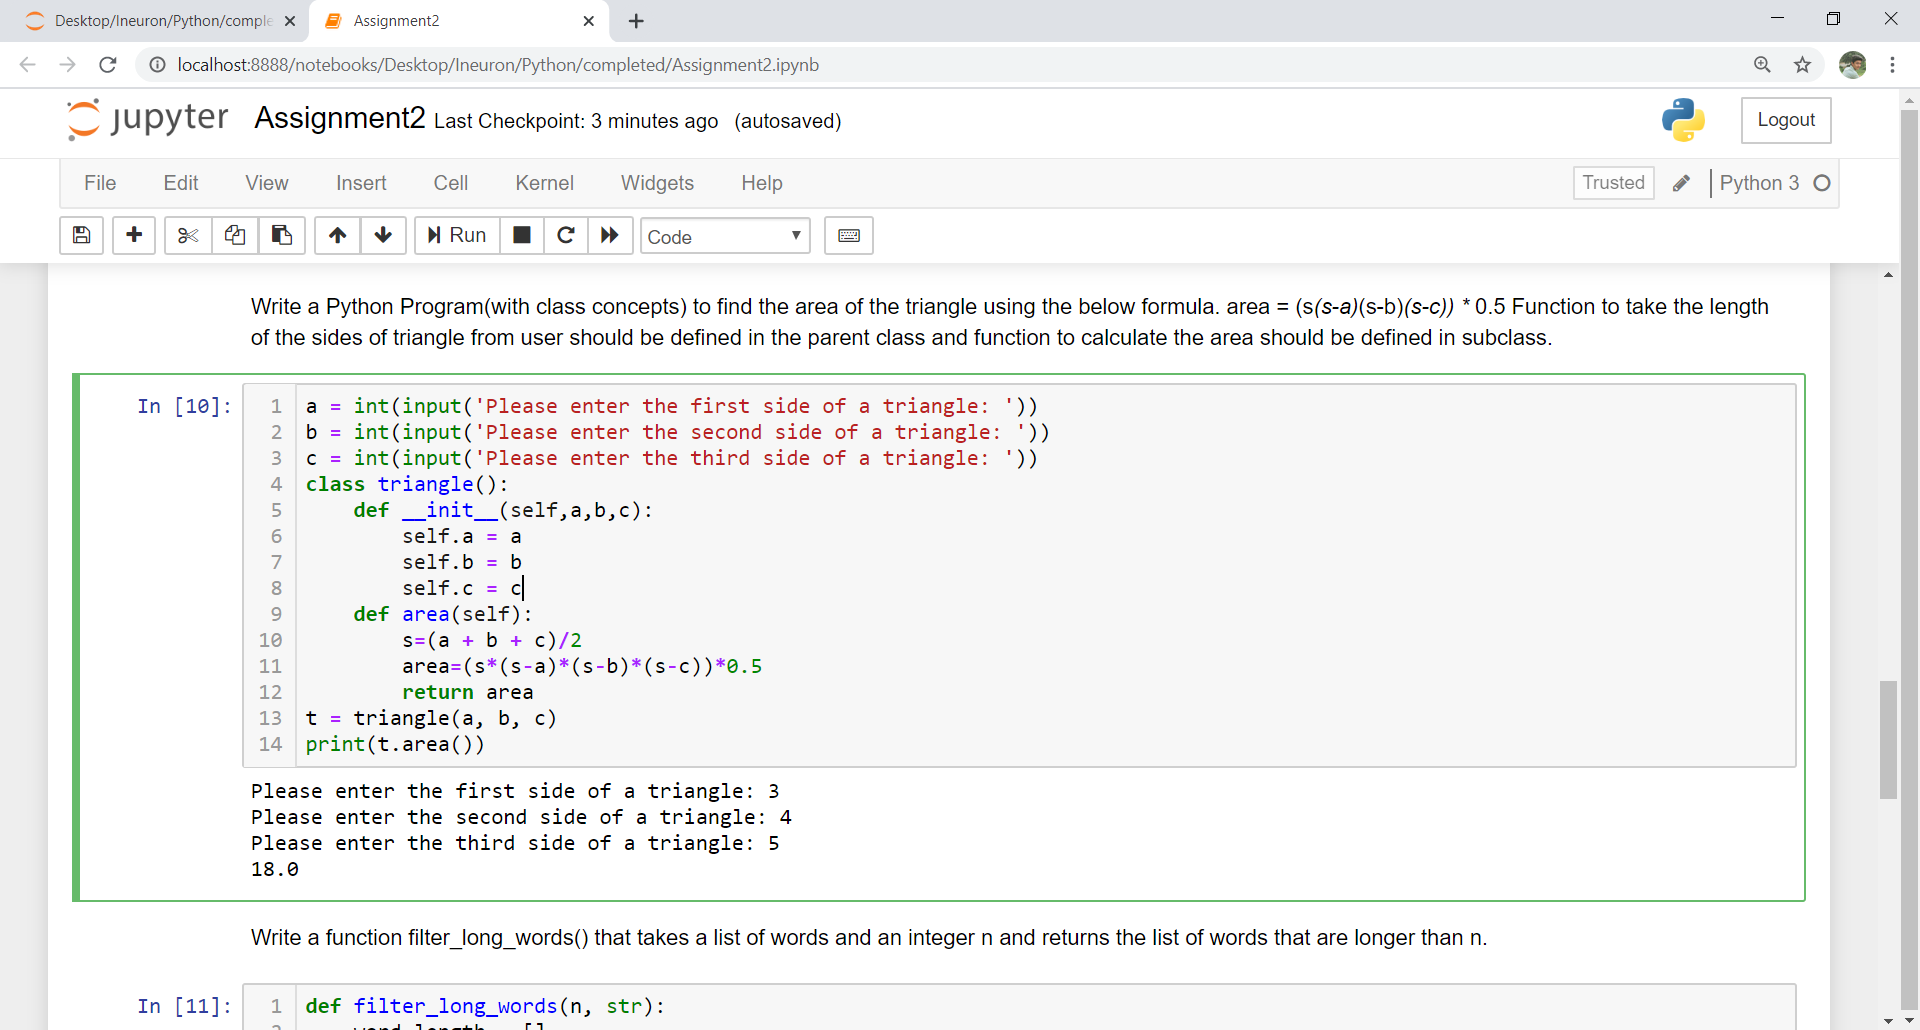 Desktop/Ineuron/Python/comple
Assignment2
localhost:8888/notebooks/Desktop/Ineuron/Python/completed/Assignment2.ipynb
jupyter Assignment2 Last Checkpoint: 3 minutes ago (autosaved)
Logout
File Edit View Insert Cell Kernel Widgets Help
Trusted Python 3
Run Code
Write a Python Program(with class concepts) to find the area of the triangle using the below formula. area = (s(s-a)(s-b)(s-c)) * 0.5 Function to take the length
of the sides of triangle from user should be defined in the parent class and function to calculate the area should be defined in subclass.
In [10]:
1 a = int(input('Please enter the first side of a triangle: '))
2 b = int(input('Please enter the second side of a triangle: '))
3 c = int(input('Please enter the third side of a triangle: '))
4 class triangle():
5     def __init__(self,a,b,c):
6         self.a = a
7         self.b = b
8         self.c = c
9     def area(self):
10         s=(a + b + c)/2
11         area=(s*(s-a)*(s-b)*(s-c))*0.5
12         return area
13 t = triangle(a, b, c)
14 print(t.area())
Please enter the first side of a triangle: 3
Please enter the second side of a triangle: 4
Please enter the third side of a triangle: 5
18.0
Write a function filter_long_words() that takes a list of words and an integer n and returns the list of words that are longer than n.
In [11]:
1 def filter_long_words(n, str):